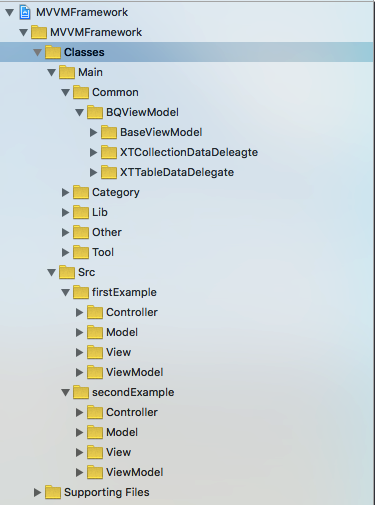 MVVMFramework
MVVMFramework
Classes
Main
Common
BQViewModel
BaseViewModel
XTCollectionDataDeleagte
XTTableDataDelegate
Category
Lib
Other
Tool
Src
firstExample
Controller
Model
View
ViewModel
secondExample
Controller
Model
View
ViewModel
Supporting Files